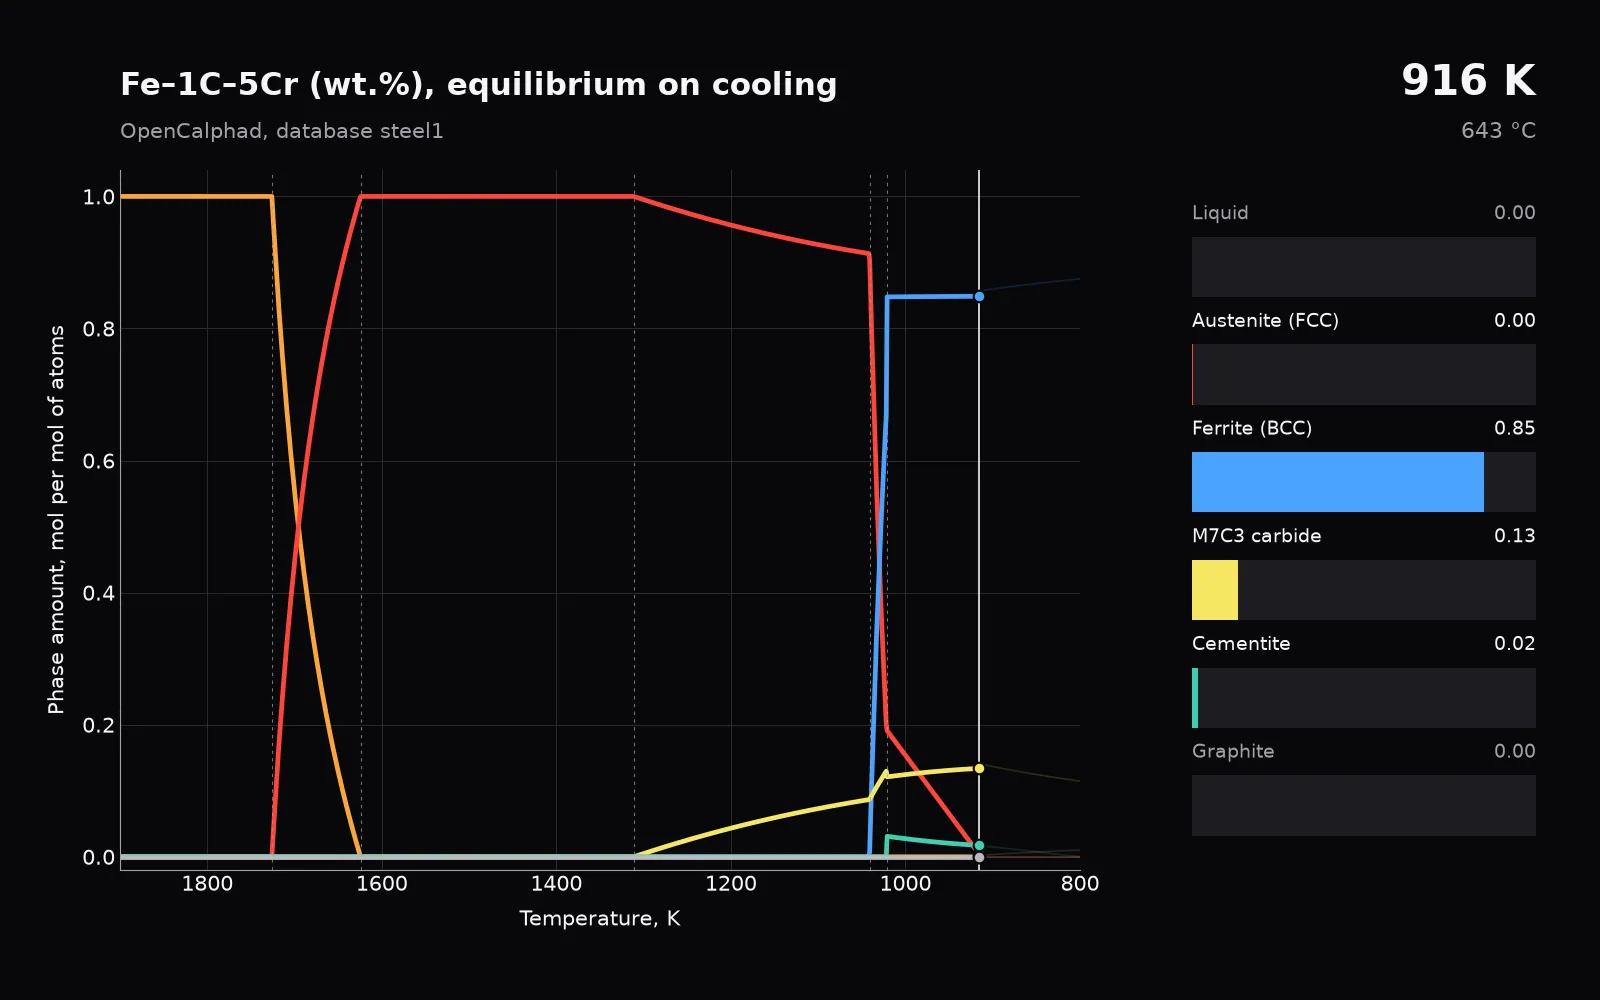 Fe–1C–5Cr (wt.%), equilibrium on cooling
OpenCalphad, database steel1
916 K
643 °C
Phase amount, mol per mol of atoms
1.0
0.8
0.6
0.4
0.2
0.0
1800
1600
1400
1200
1000
800
Temperature, K
Liquid 0.00
Austenite (FCC) 0.00
Ferrite (BCC) 0.85
M7C3 carbide 0.13
Cementite 0.02
Graphite 0.00